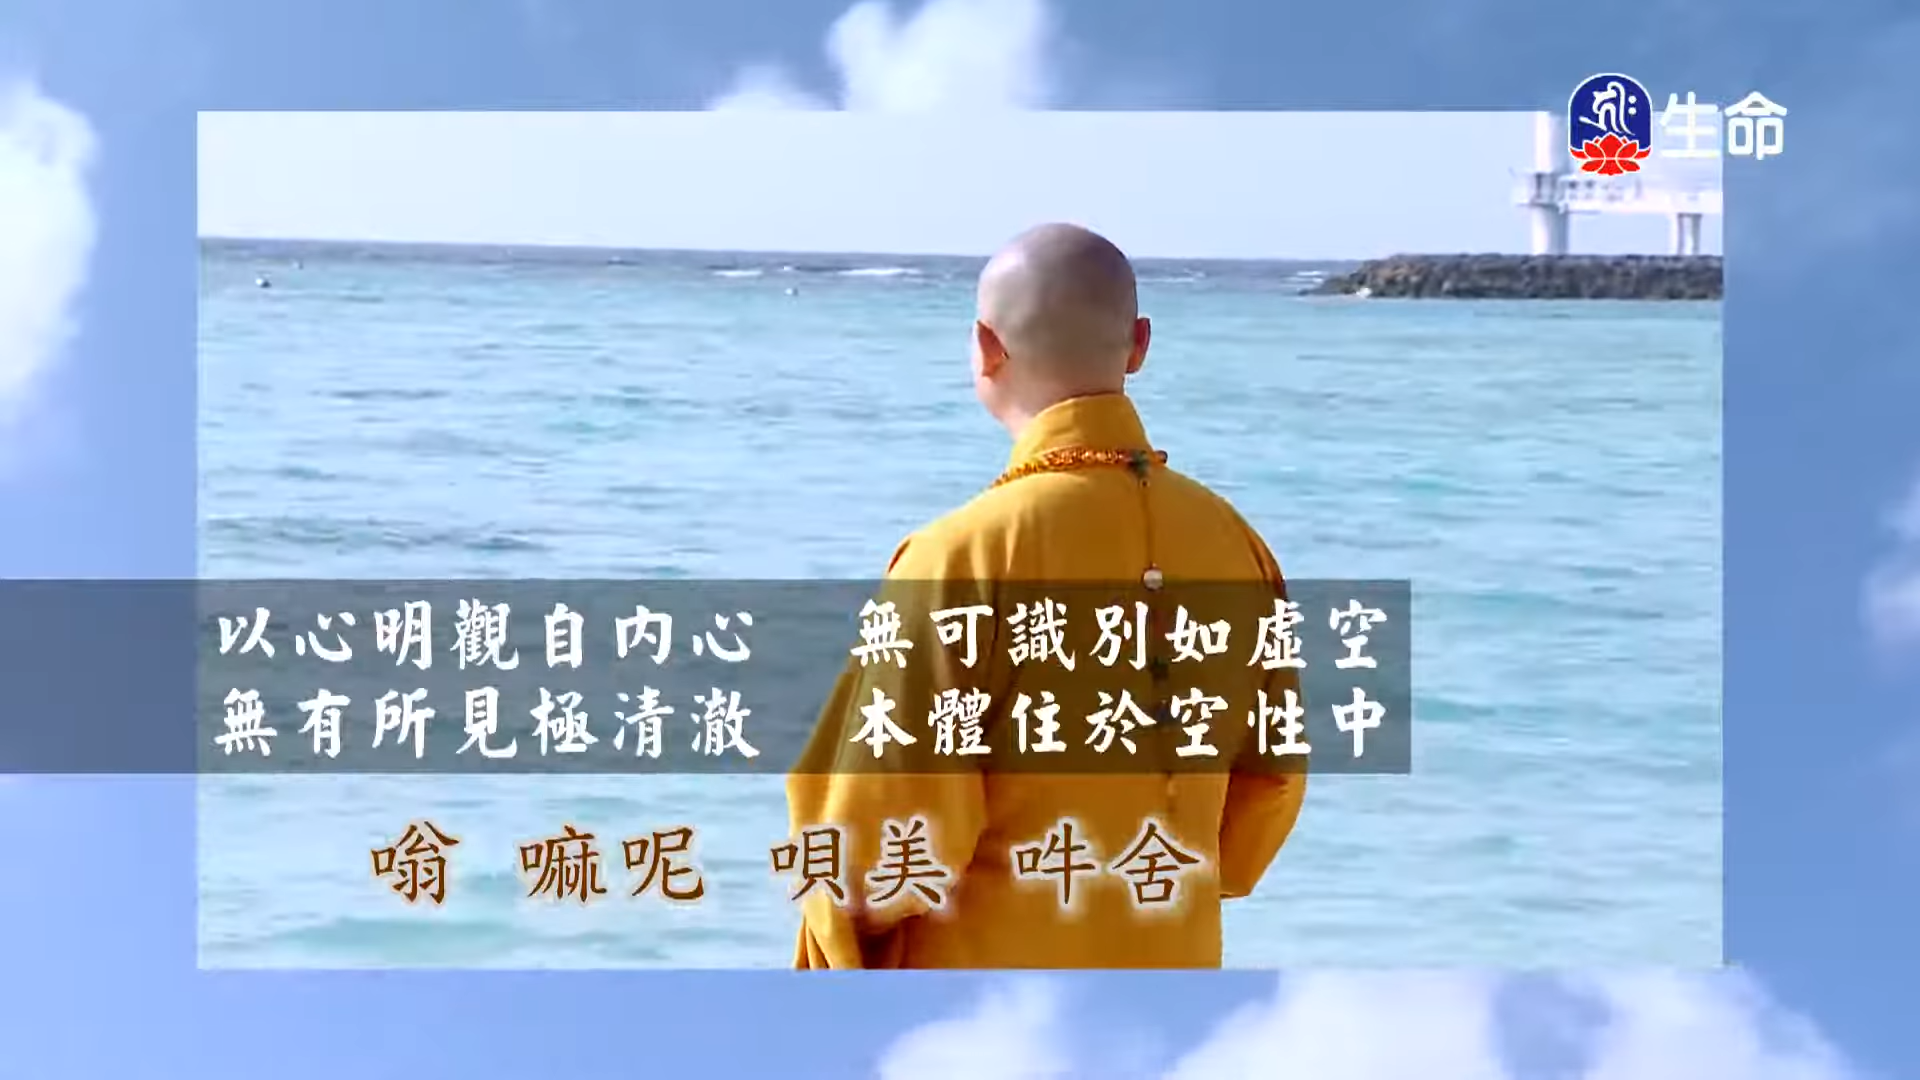 生命
以心明觀自内心 無可識別如虛空
無有所見極清澈 本體住於空性中
嗡 嘛呢 唄美 吽舍